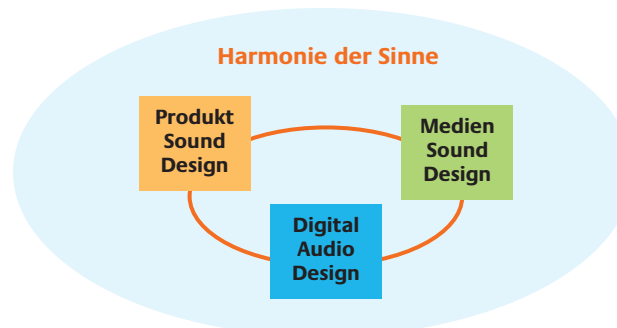 Harmonie der Sinne
Produkt
Sound
Design
Medien
Sound
Design
Digital
Audio
Design